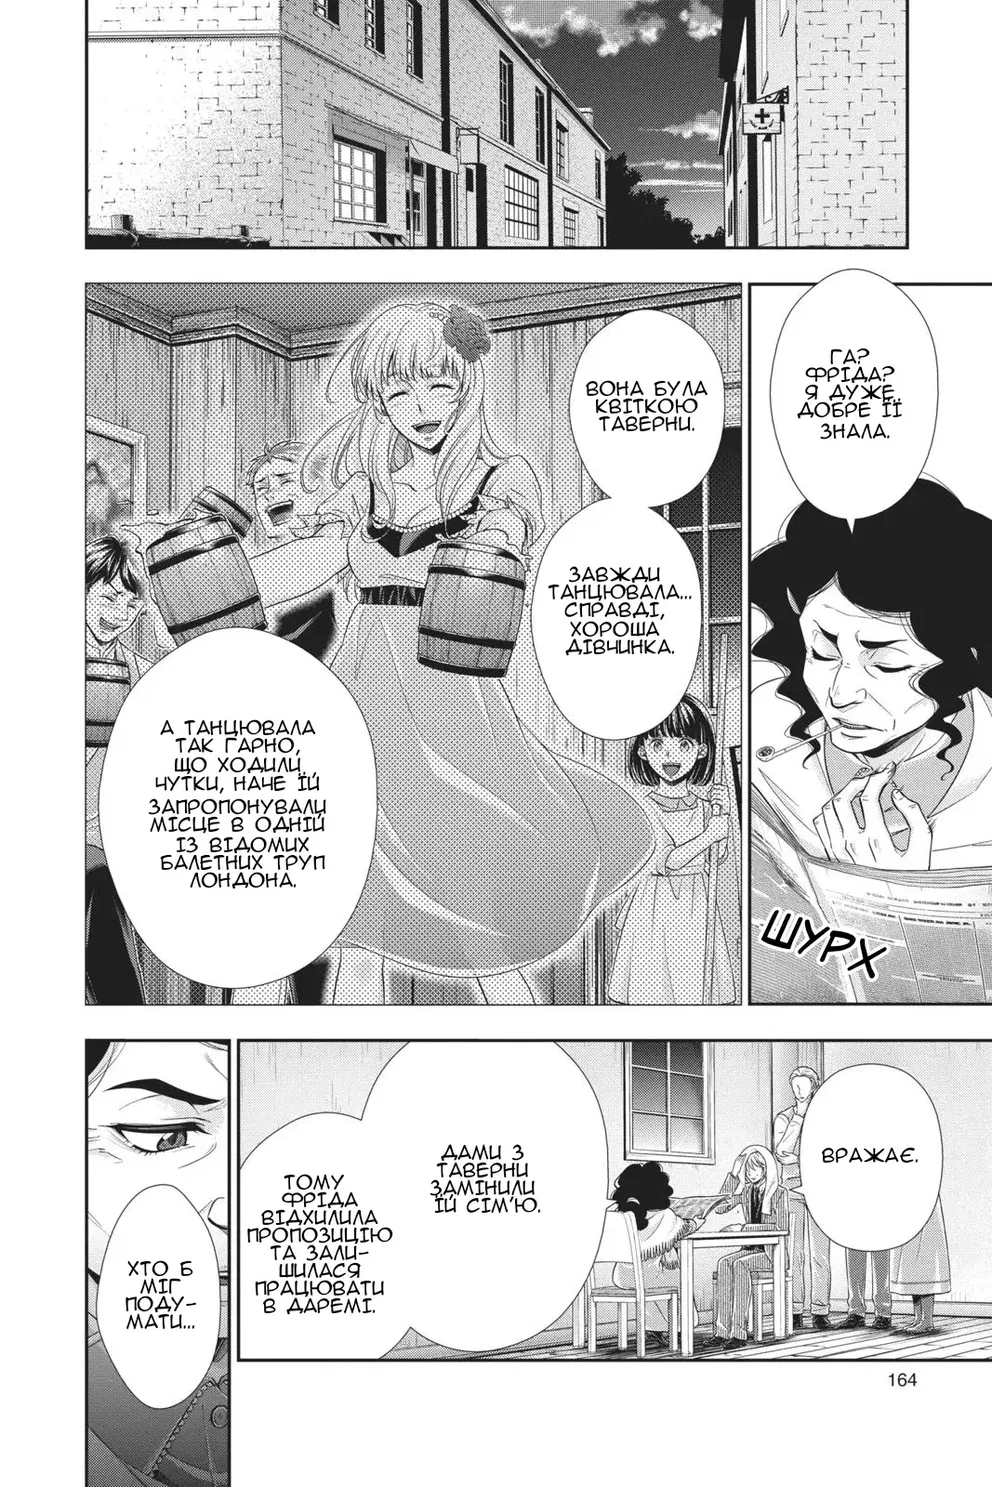 ГА?
ФРІДА?
Я ДУЖЕ
ДОБРЕ ЇЇ
ЗНАЛА.
ВОНА БУЛА
КВІТКОЮ
ТАВЕРНИ.
ЗАВЖДИ
ТАНЦЮВАЛА...
СПРАВДІ,
ХОРОША
ДІВЧИНКА.
А ТАНЦЮВАЛА
ТАК ГАРНО,
ЩО ХОДИЛИ
ЧУТКИ, НАЧЕ ЇЙ
ЗАПРОПОНУВАЛИ
МІСЦЕ В ОДНІЙ
ІЗ ВІДОМИХ
БАЛЕТНИХ ТРУП
ЛОНДОНА.
ШУРХ
ВРАЖАЄ.
ДАМИ З
ТАВЕРНИ
ЗАМІНИЛИ
ЇЙ СІМ'Ю.
ТОМУ
ФРІДА
ВІДХИЛИЛА
ПРОПОЗИЦІЮ
ТА ЗАЛИ-
ШИЛАСЯ
ПРАЦЮВАТИ
В ДАРЕМІ.
ХТО Б
МІГ
ПОДУ-
МАТИ...
164